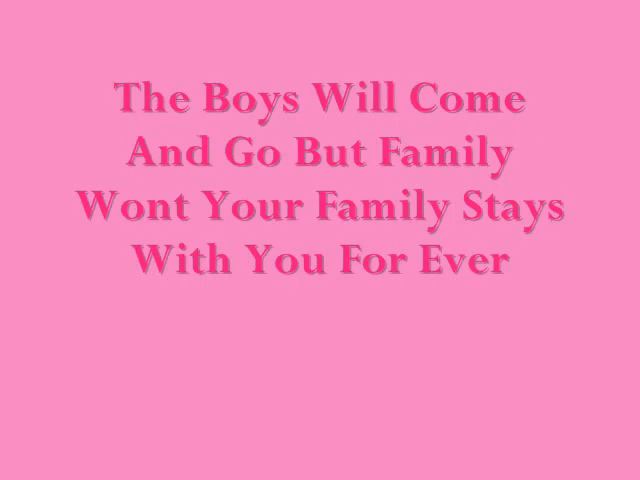 The Boys Will Come
And Go But Family
Wont Your Family Stays
With You For Ever